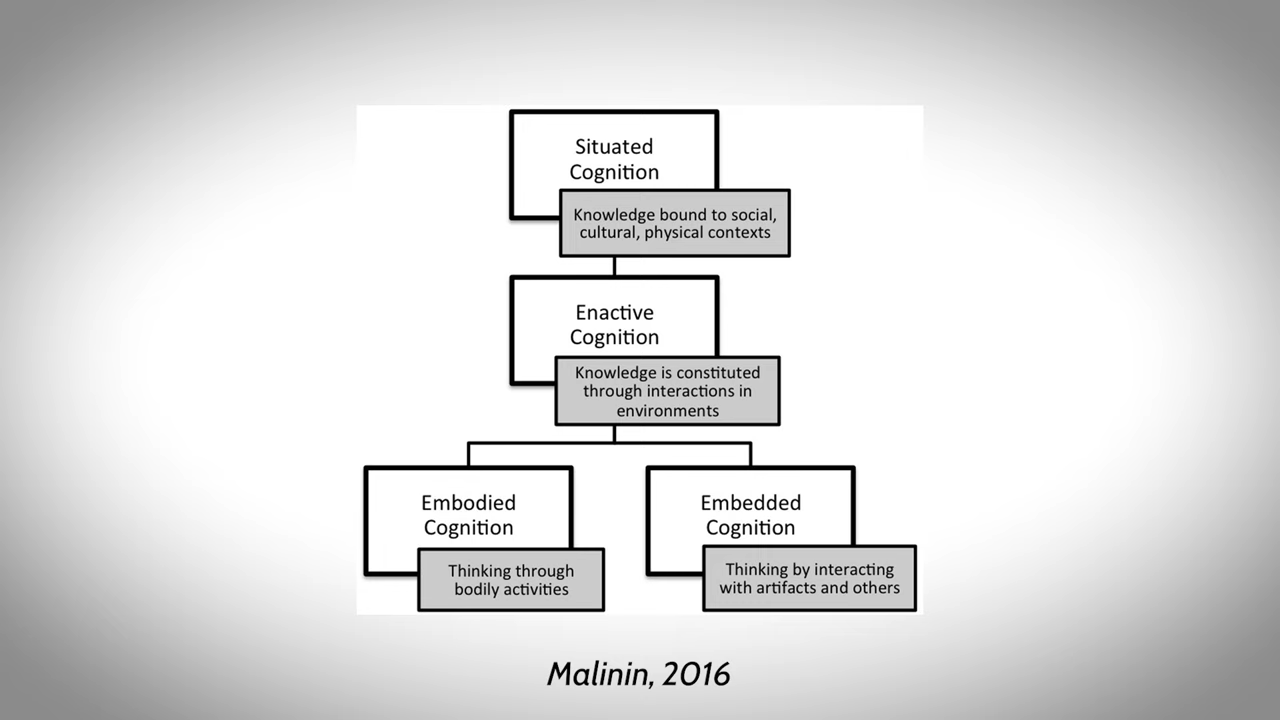 Situated
Cognition
Knowledge bound to social,
cultural, physical contexts
Enactive
Cognition
Knowledge is constituted
through interactions in
environments
Embodied
Cognition
Thinking through
bodily activities
Embedded
Cognition
Thinking by interacting
with artifacts and others
Malinin, 2016